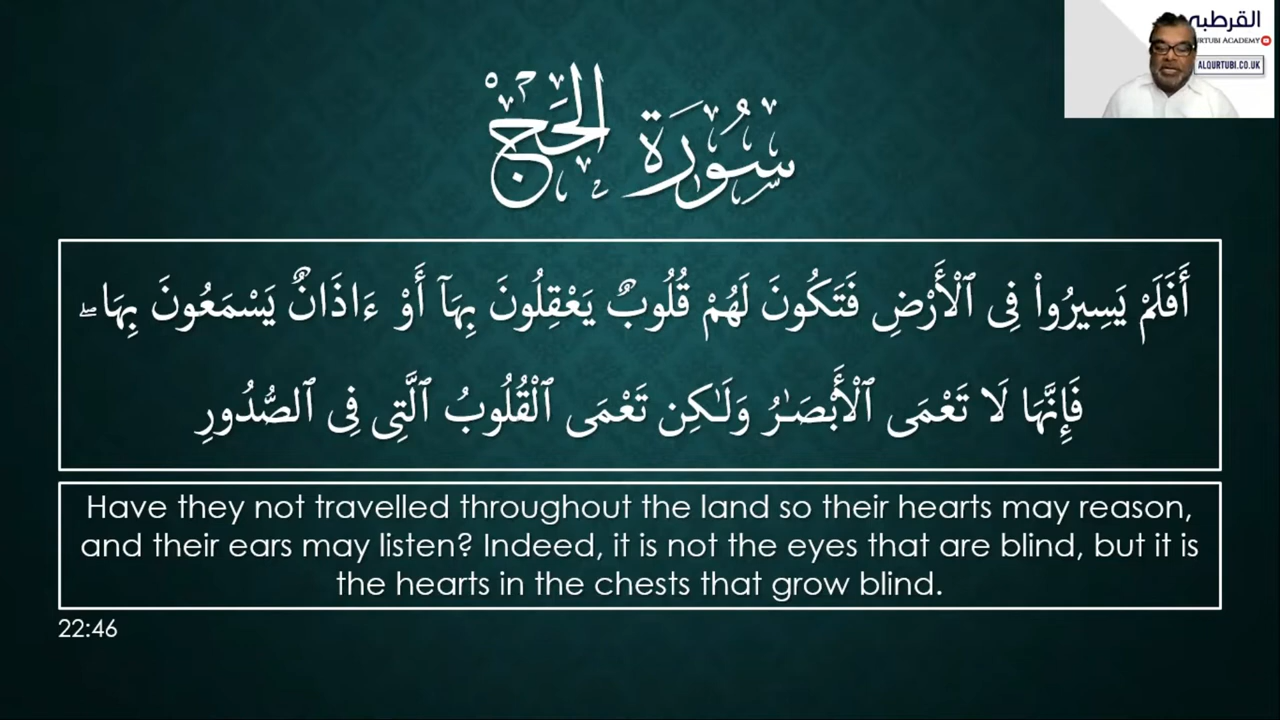 القرطبه
URTUBI ACADEMY
ALQURTUBI.CO.UK
سُورَةُ الحَجِّ
أَفَلَمْ يَسِيرُوا۟ فِى ٱلْأَرْضِ فَتَكُونَ لَهُمْ قُلُوبٌ يَعْقِلُونَ بِهَآ أَوْ ءَاذَانٌ يَسْمَعُونَ بِهَا ۖ
فَإِنَّهَا لَا تَعْمَى ٱلْأَبْصَـٰرُ وَلَـٰكِن تَعْمَى ٱلْقُلُوبُ ٱلَّتِى فِى ٱلصُّدُورِ
Have they not travelled throughout the land so their hearts may reason,
and their ears may listen? Indeed, it is not the eyes that are blind, but it is
the hearts in the chests that grow blind.
22:46